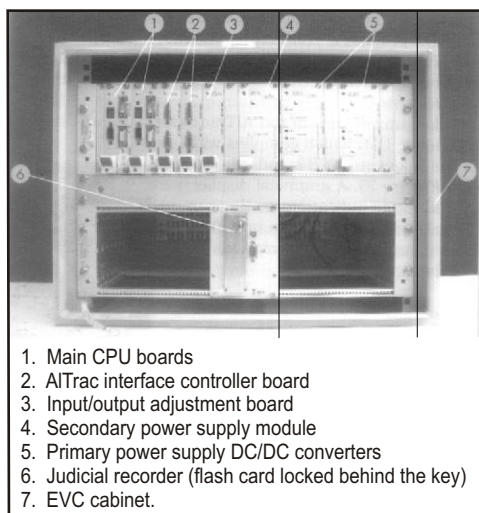 1 2 3 4 5
6
7
1. Main CPU boards
2. AlTrac interface controller board
3. Input/output adjustment board
4. Secondary power supply module
5. Primary power supply DC/DC converters
6. Judicial recorder (flash card locked behind the key)
7. EVC cabinet.